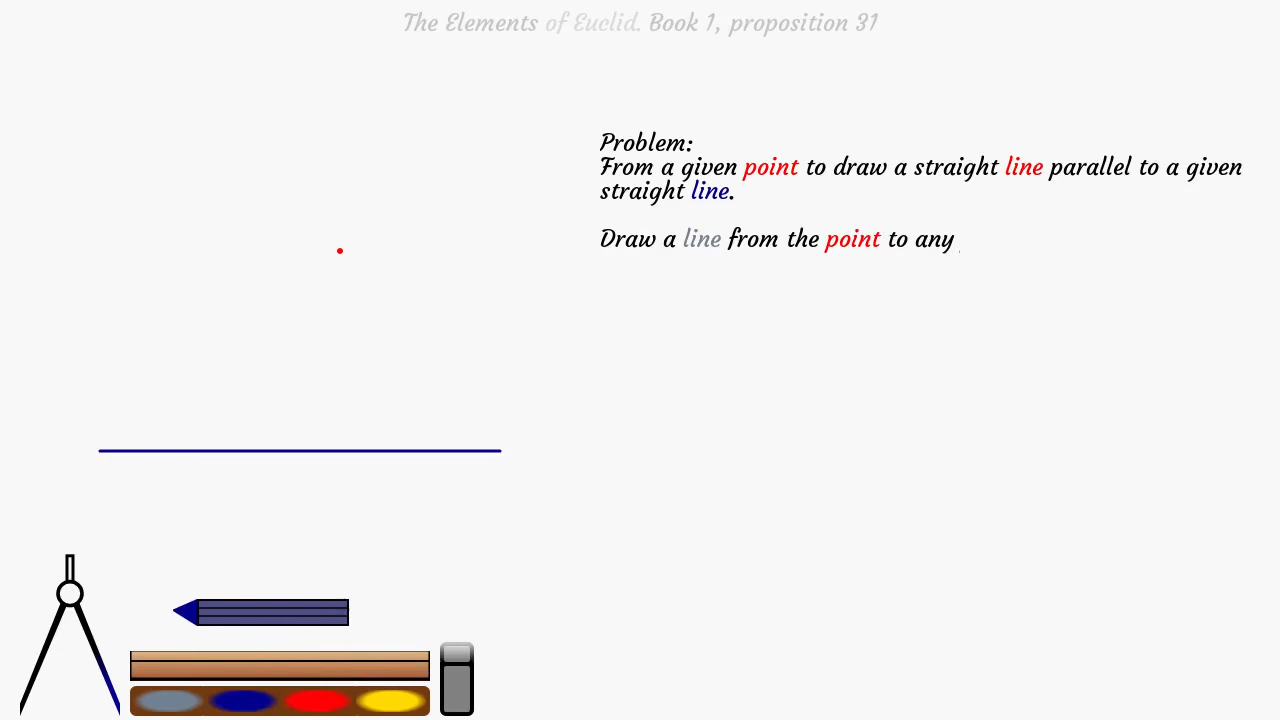 The Elements of Euclid. Book 1, proposition 31
Problem:
From a given point to draw a straight line parallel to a given
straight line.
Draw a line from the point to any